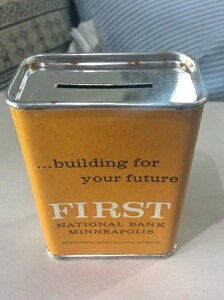 ...building for
your future
FIRST
NATIONAL BANK
MINNEAPOLIS